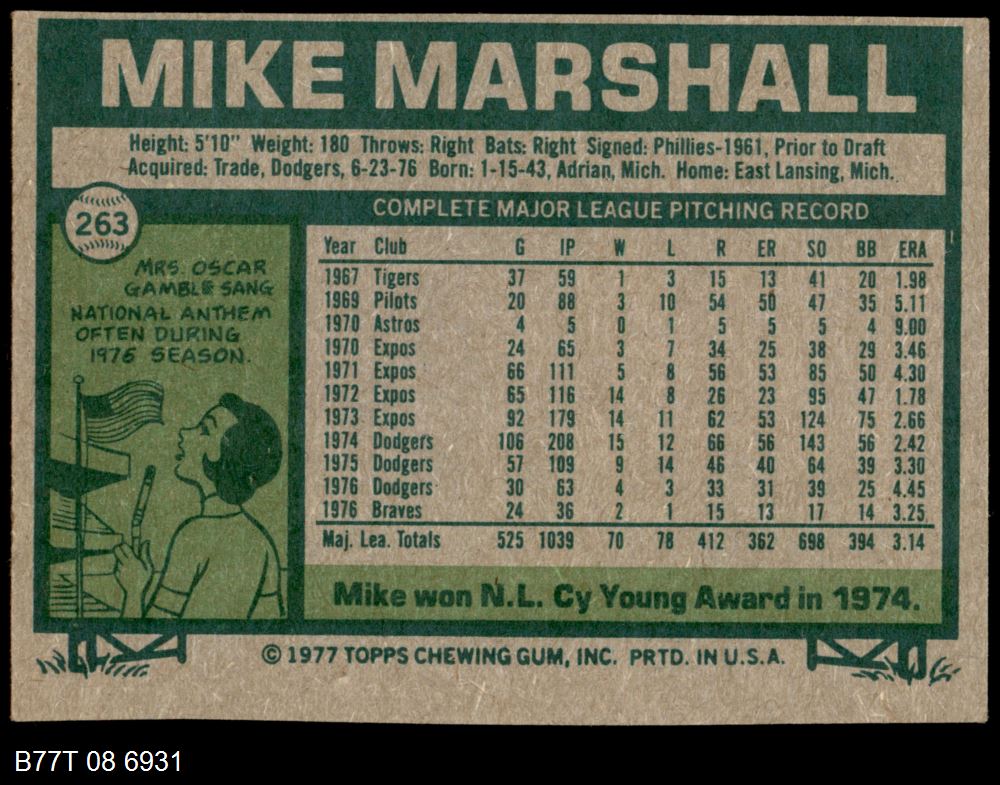 MIKE MARSHALL
Height: 5'10" Weight: 180 Throws: Right Bats: Right Signed: Phillies-1961, Prior to Draft
Acquired: Trade, Dodgers, 6-23-76 Born: 1-15-43, Adrian, Mich. Home: East Lansing, Mich.
263
MRS. OSCAR
GAMBLE SANG
NATIONAL ANTHEM
OFTEN DURING
1976 SEASON.
COMPLETE MAJOR LEAGUE PITCHING RECORD
Year Club G IP W L R ER SO BB ERA
1967 Tigers 37 59 1 3 15 13 41 20 1.98
1969 Pilots 20 88 3 10 54 50 47 35 5.11
1970 Astros 4 5 0 1 5 5 5 4 9.00
1970 Expos 24 65 3 7 34 25 38 29 3.46
1971 Expos 66 111 5 8 56 53 85 50 4.30
1972 Expos 65 116 14 8 26 23 95 47 1.78
1973 Expos 92 179 14 11 62 53 124 75 2.66
1974 Dodgers 106 208 15 12 66 56 143 56 2.42
1975 Dodgers 57 109 9 14 46 40 64 39 3.30
1976 Dodgers 30 63 4 3 33 31 39 25 4.45
1976 Braves 24 36 2 1 15 13 17 14 3.25
Maj. Lea. Totals 525 1039 70 78 412 362 698 394 3.14
Mike won N.L. Cy Young Award in 1974.
© 1977 TOPPS CHEWING GUM, INC. PRTD. IN U.S.A.
B77T 08 6931